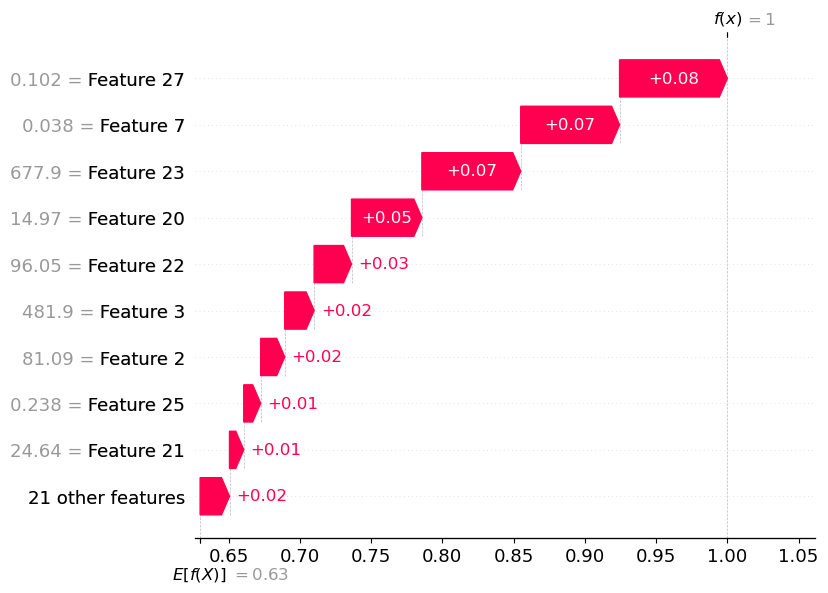 f(x) = 1
0.102 = Feature 27
+0.08
0.038 = Feature 7
+0.07
677.9 = Feature 23
+0.07
14.97 = Feature 20
+0.05
96.05 = Feature 22
+0.03
481.9 = Feature 3
+0.02
81.09 = Feature 2
+0.02
0.238 = Feature 25
+0.01
24.64 = Feature 21
+0.01
21 other features
+0.02
0.65 0.70 0.75 0.80 0.85 0.90 0.95 1.00 1.05
E[f(X)] = 0.63